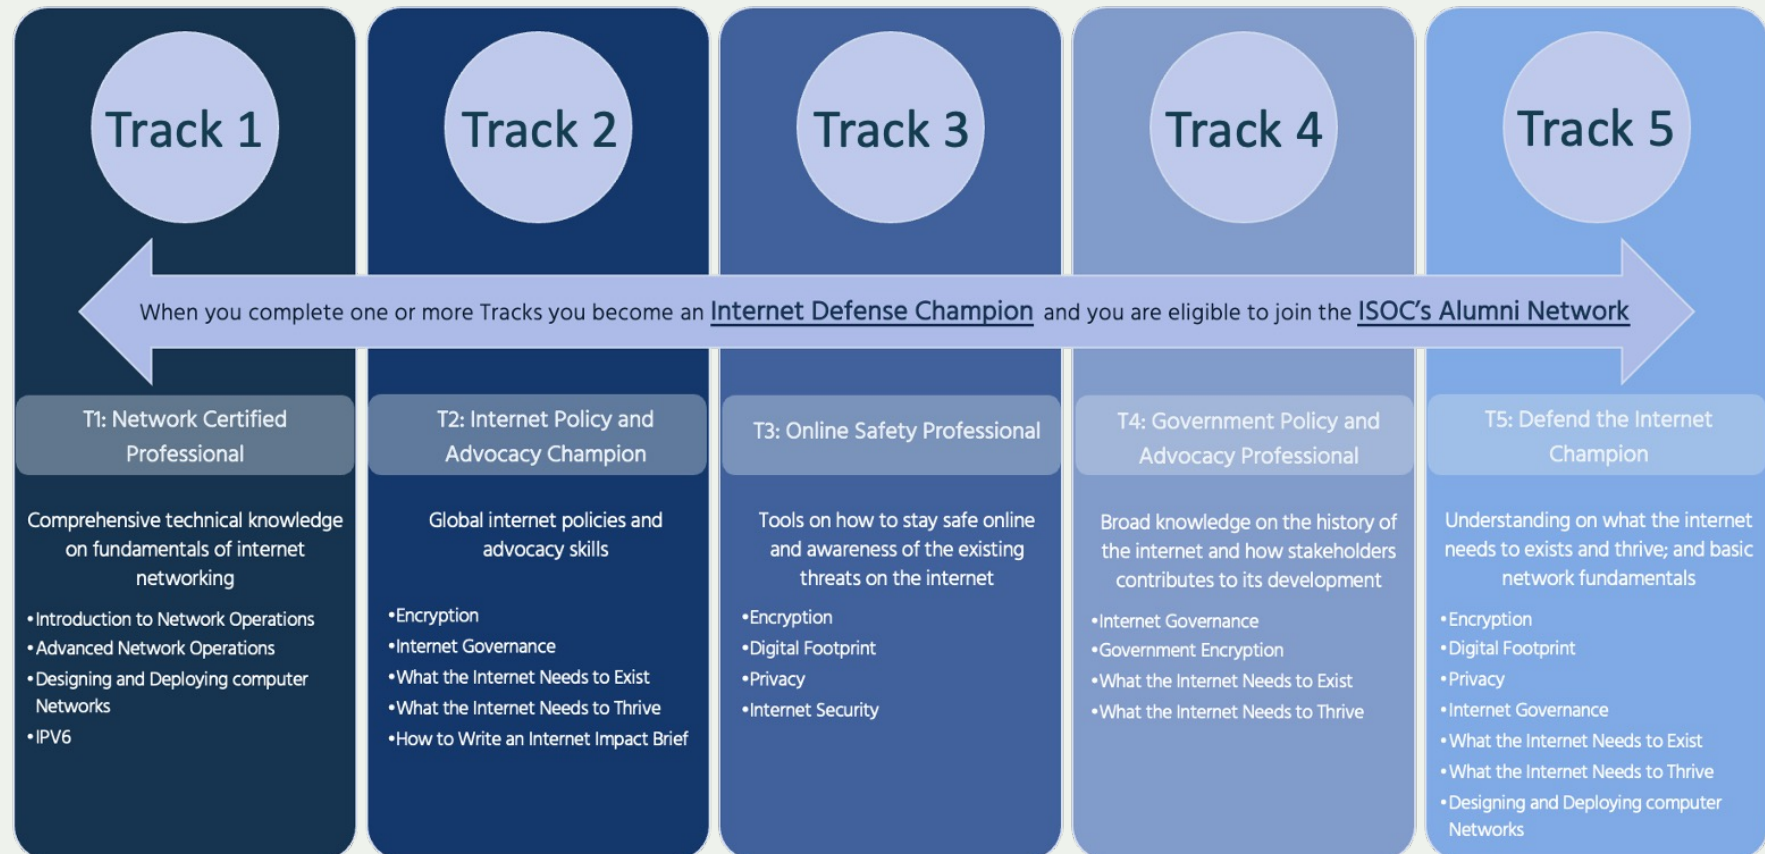 Track 1
Track 2
Track 3
Track 4
Track 5
When you complete one or more Tracks you become an Internet Defense Champion and you are eligible to join the ISOC's Alumni Network
T1: Network Certified
Professional
Comprehensive technical knowledge
on fundamentals of internet
networking
•Introduction to Network Operations
•Advanced Network Operations
•Designing and Deploying computer
Networks
•IPV6
T2: Internet Policy and
Advocacy Champion
Global internet policies and
advocacy skills
•Encryption
•Internet Governance
•What the Internet Needs to Exist
•What the Internet Needs to Thrive
•How to Write an Internet Impact Brief
T3: Online Safety Professional
Tools on how to stay safe online
and awareness of the existing
threats on the internet
•Encryption
•Digital Footprint
•Privacy
•Internet Security
T4: Government Policy and
Advocacy Professional
Broad knowledge on the history of
the internet and how stakeholders
contributes to its development
•Internet Governance
•Government Encryption
•What the Internet Needs to Exist
•What the Internet Needs to Thrive
T5: Defend the Internet
Champion
Understanding on what the internet
needs to exists and thrive; and basic
network fundamentals
•Encryption
•Digital Footprint
•Privacy
•Internet Governance
•What the Internet Needs to Exist
•What the Internet Needs to Thrive
•Designing and Deploying computer
Networks